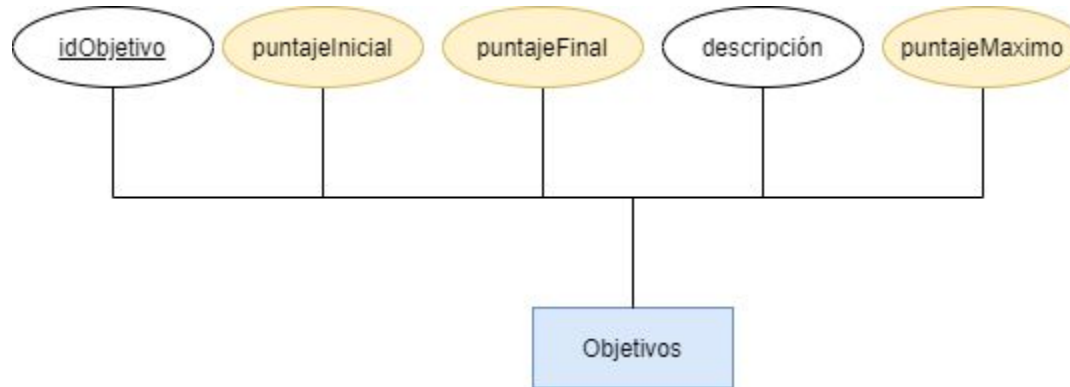 idObjetivo
puntajeInicial
puntajeFinal
descripción
puntajeMaximo
Objetivos